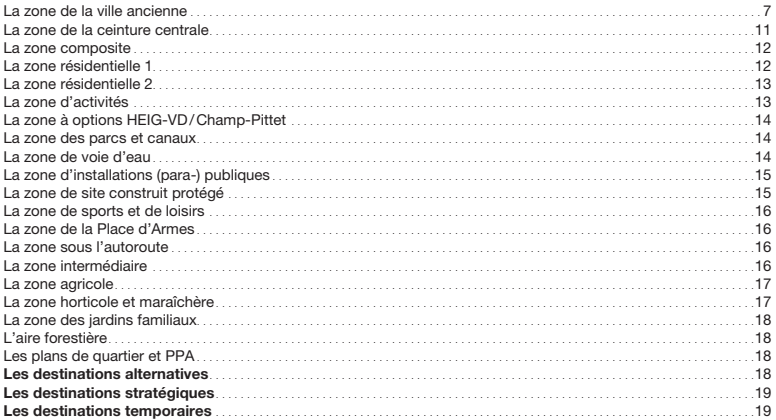 La zone de la ville ancienne 7
La zone de la ceinture centrale 11
La zone composite 12
La zone résidentielle 1 12
La zone résidentielle 2 13
La zone d'activités 13
La zone à options HEIG-VD/Champ-Pittet 14
La zone des parcs et canaux 14
La zone de voie d'eau 14
La zone d'installations (para-) publiques 15
La zone de site construit protégé 15
La zone de sports et de loisirs 16
La zone de la Place d'Armes 16
La zone sous l'autoroute 16
La zone intermédiaire 16
La zone agricole 17
La zone horticole et maraîchère 17
La zone des jardins familiaux 18
L'aire forestière 18
Les plans de quartier et PPA 18
Les destinations alternatives 18
Les destinations stratégiques 19
Les destinations temporaires 19